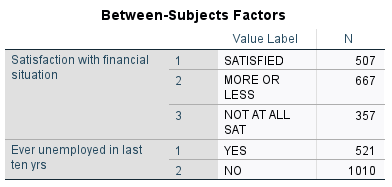 Between-Subjects Factors
Value Label N
Satisfaction with financial 1 SATISFIED 507
situation 2 MORE OR 667
LESS
3 NOT AT ALL 357
SAT
Ever unemployed in last 1 YES 521
ten yrs 2 NO 1010